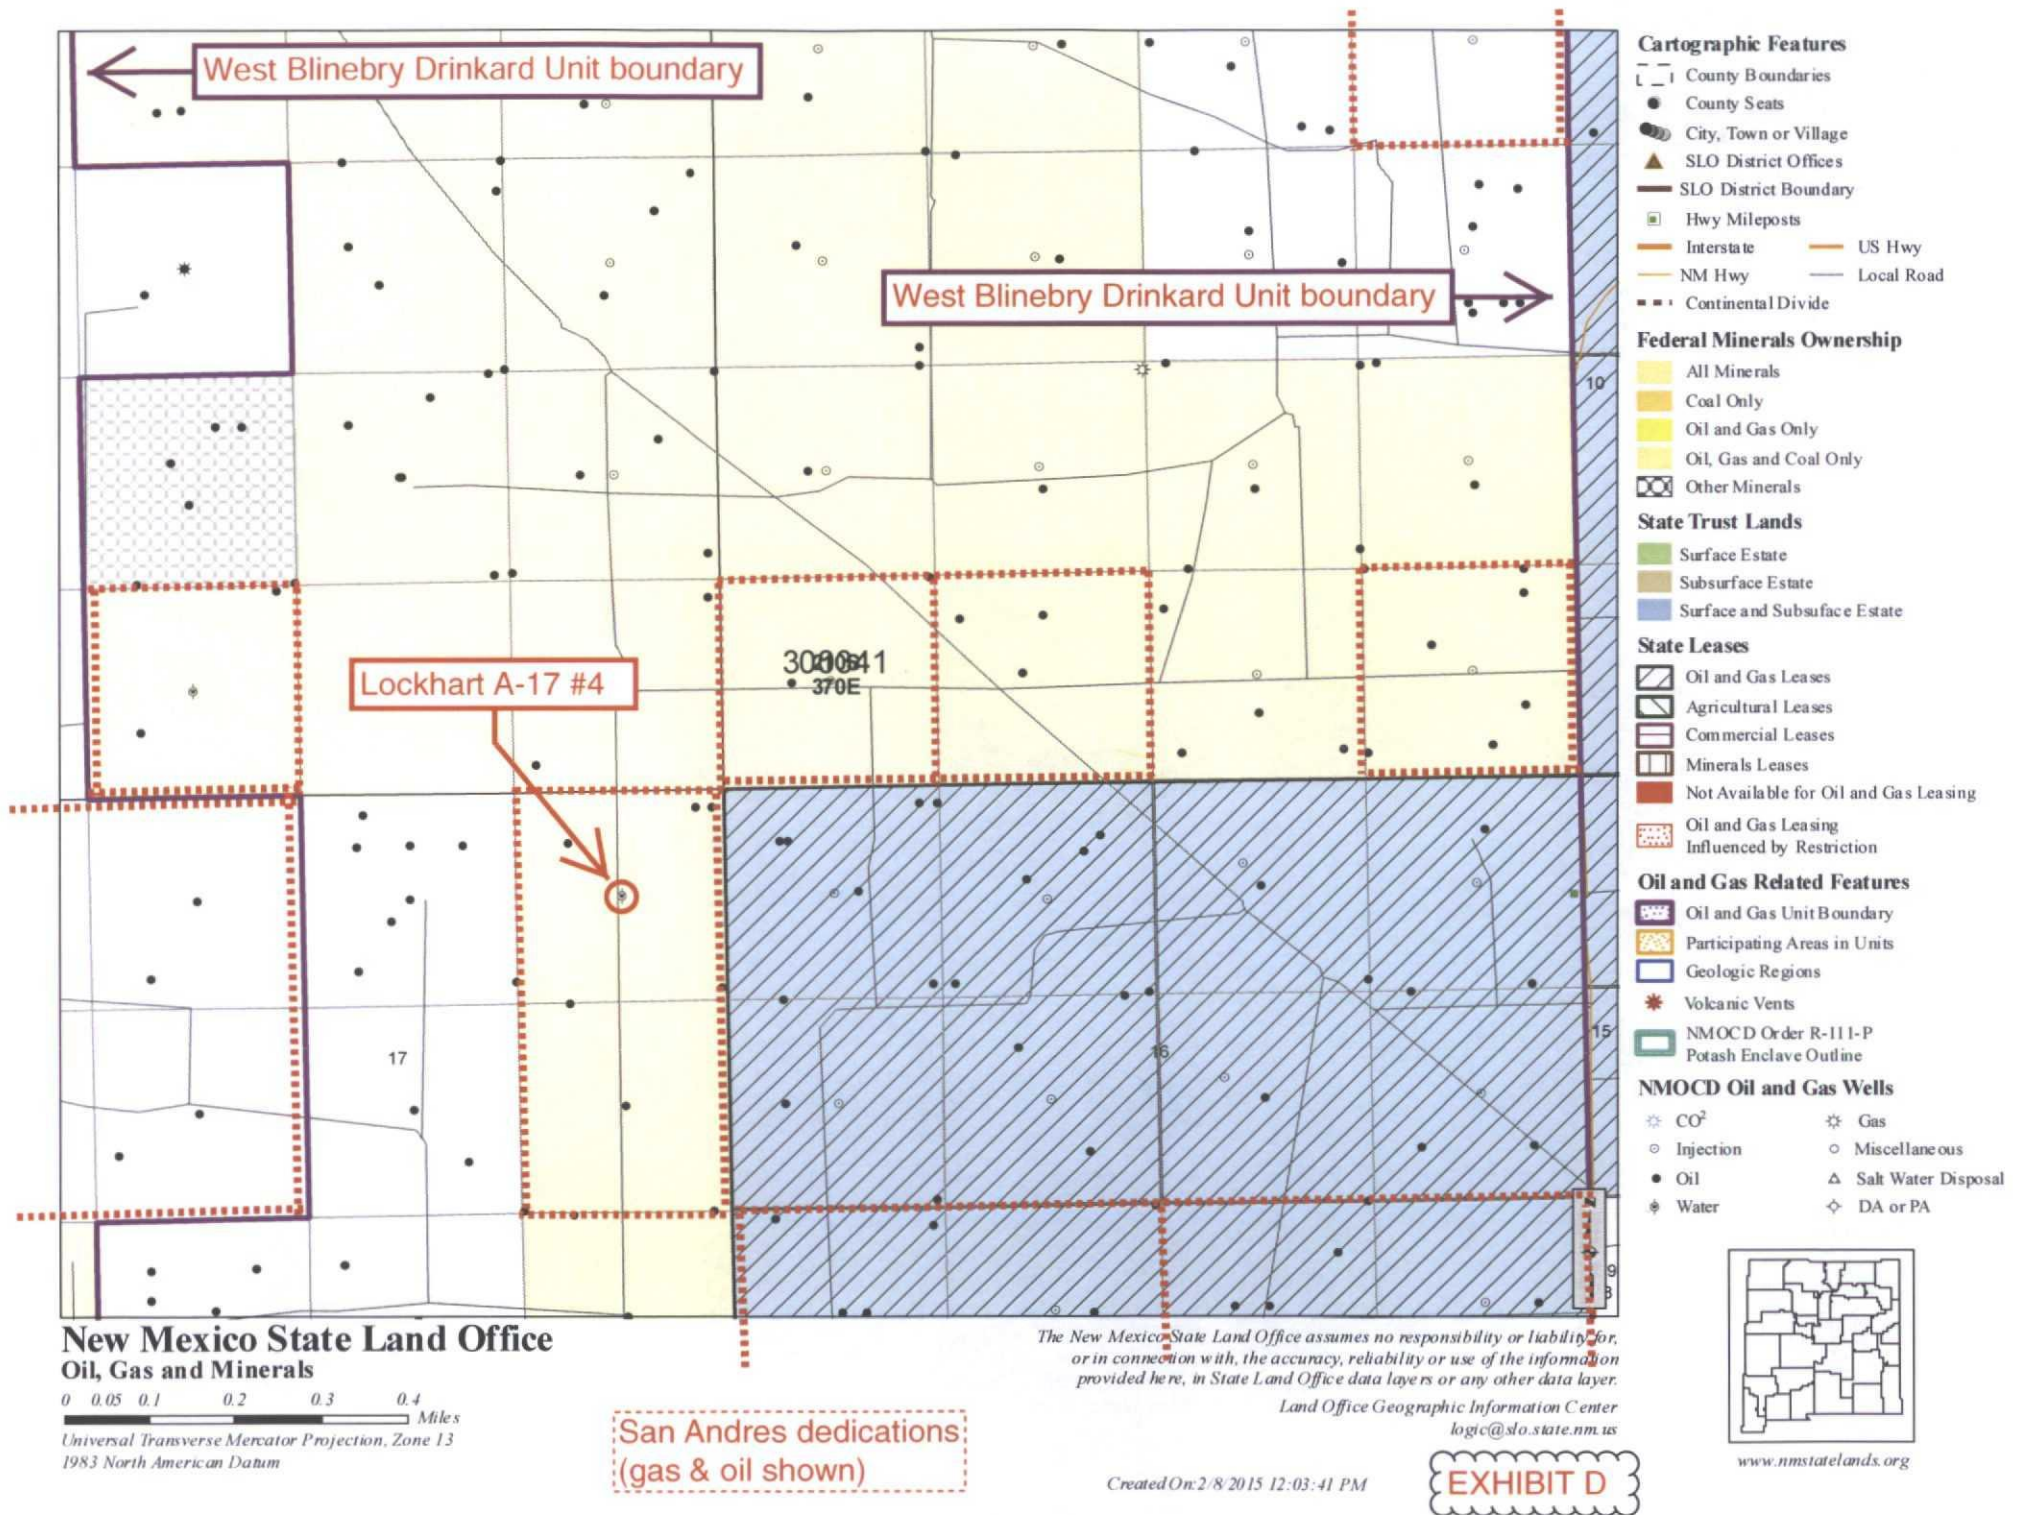 West Blinebry Drinkard Unit boundary
West Blinebry Drinkard Unit boundary
10
370E
Lockhart A-17 #4
17
16
15
9
8
Cartographic Features
County Boundaries
County Seats
City, Town or Village
SLO District Offices
SLO District Boundary
Hwy Mileposts
Interstate
US Hwy
NM Hwy
Local Road
Continental Divide
Federal Minerals Ownership
All Minerals
Coal Only
Oil and Gas Only
Oil, Gas and Coal Only
Other Minerals
State Trust Lands
Surface Estate
Subsurface Estate
Surface and Subsuface Estate
State Leases
Oil and Gas Leases
Agricultural Leases
Commercial Leases
Minerals Leases
Not Available for Oil and Gas Leasing
Oil and Gas Leasing
Influenced by Restriction
Oil and Gas Related Features
Oil and Gas Unit Boundary
Participating Areas in Units
Geologic Regions
Volcanic Vents
NMOCD Order R-111-P
Potash Enclave Outline
NMOCD Oil and Gas Wells
CO2
Gas
Injection
Miscellaneous
Oil
Salt Water Disposal
Water
DA or PA
www.nmstatelands.org
New Mexico State Land Office
Oil, Gas and Minerals
0 0.05 0.1 0.2 0.3 0.4
Miles
Universal Transverse Mercator Projection, Zone 13
1983 North American Datum
San Andres dedications
(gas & oil shown)
The New Mexico State Land Office assumes no responsibility or liability for,
or in connection with, the accuracy, reliability or use of the information
provided here, in State Land Office data layers or any other data layer.
Land Office Geographic Information Center
logic@slo.state.nm.us
Created On:2/8/2015 12:03:41 PM
EXHIBIT D